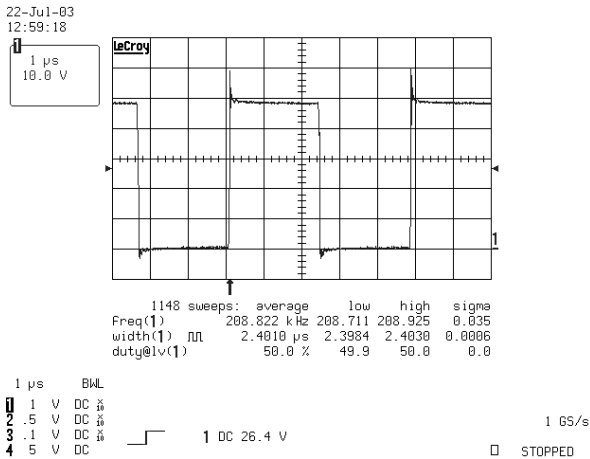 22-Jul-03
12:59:18
1
1 µs
10.0 V
LeCroy
1
1148 sweeps: average low high sigma
Freq(1) 208.822 kHz 208.711 208.925 0.035
width(1) 2.4010 µs 2.3984 2.4030 0.0006
duty@lv(1) 50.0 % 49.9 50.0 0.0
1 µs BWL
1 1 V DC X10
2 .5 V DC X10
3 .1 V DC X10
4 5 V DC
1 DC 26.4 V
1 GS/s
STOPPED